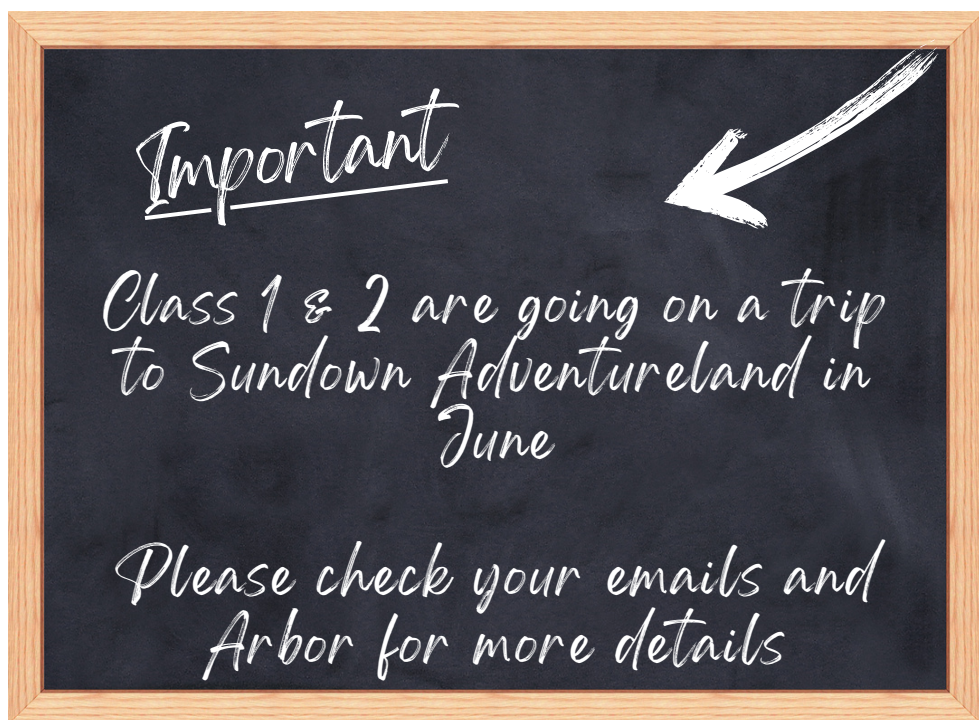 Important
Class 1 & 2 are going on a trip
to Sundown Adventureland in
June
Please check your emails and
Arbor for more details